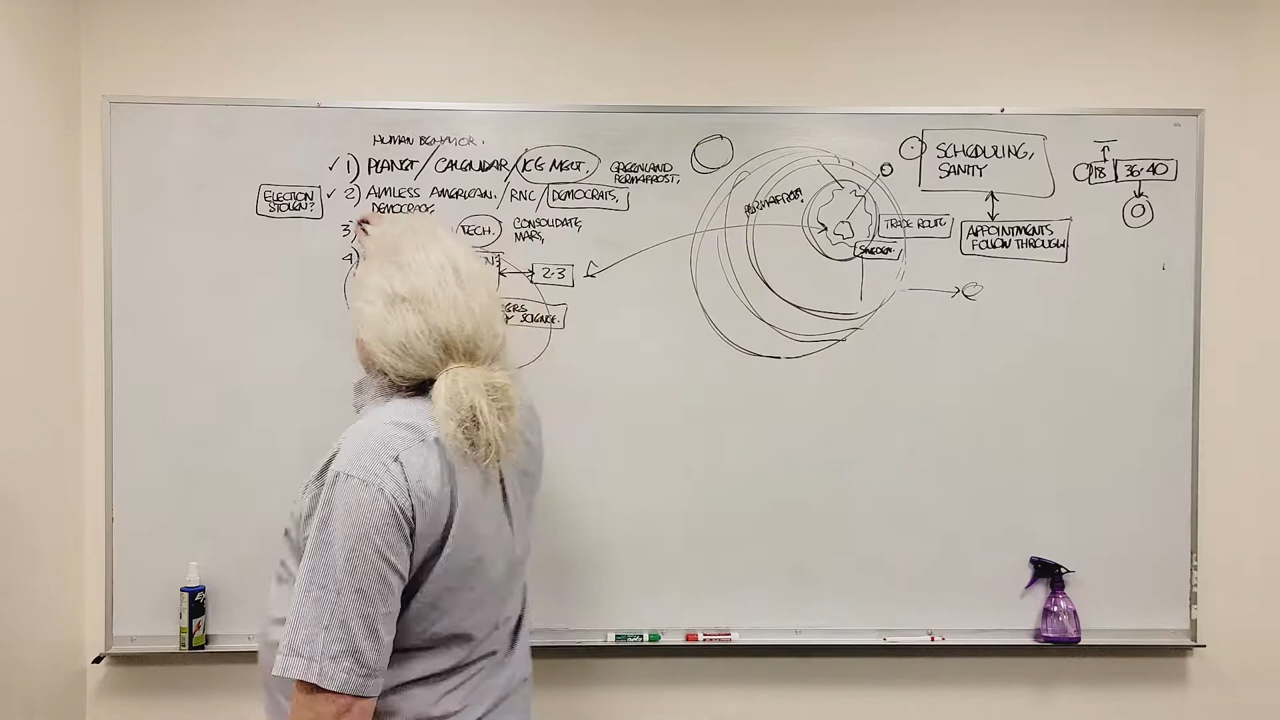 HUMAN BEHAVIOR.
✓ 1) PLANET / CALENDAR / ICE MELT,
GREENLAND
PERMAFROST,
ELECTION
STOLEN?
✓ 2) AIMLESS AMERICAN. / RNC / DEMOCRATS,
DEMOCRACY,
3)
TECH.
CONSOLIDATE,
MARS,
4)
2.3
SCIENCE.
PERMAFROST
TRADE ROUTE
SWEDEN.
SCHEDULING,
SANITY
APPOINTMENTS
FOLLOW THROUGH
18 36-40